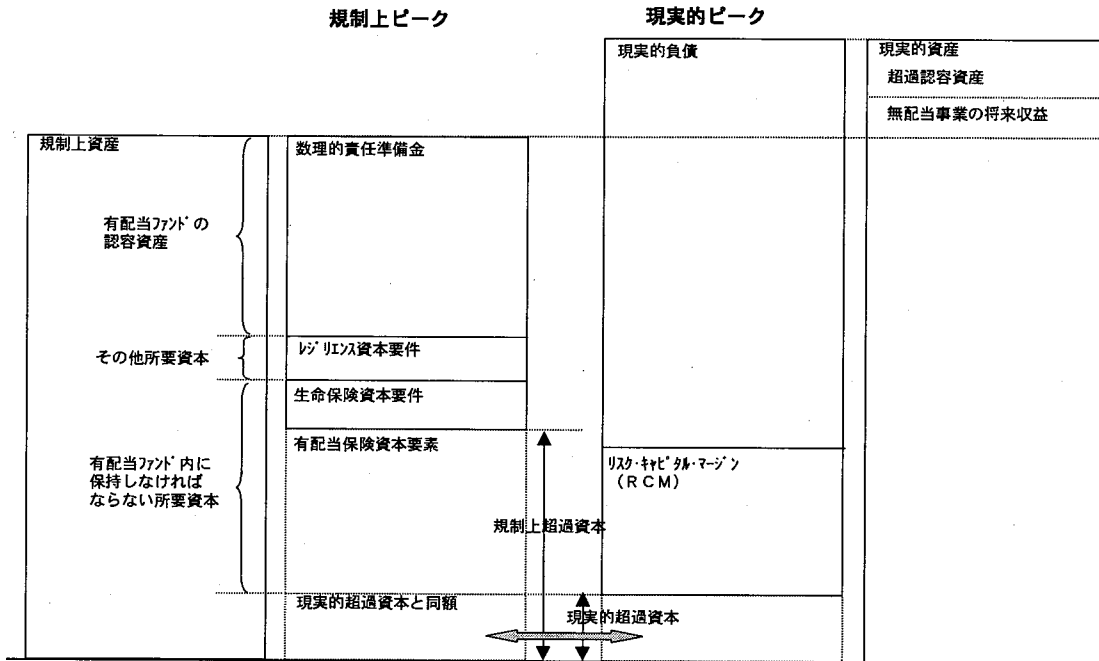 規制上ピーク
現実的ピーク
現実的負債
現実的資産
超過認容資産
無配当事業の将来収益
規制上資産
数理的責任準備金
有配当ﾌｧﾝﾄﾞの
認容資産
その他所要資本
ﾚｼﾞﾘｴﾝｽ資本要件
生命保険資本要件
有配当保険資本要素
有配当ﾌｧﾝﾄﾞ内に
保持しなければ
ならない所要資本
ﾘｽｸ･ｷｬﾋﾟﾀﾙ･ﾏｰｼﾞﾝ
(ＲＣＭ)
規制上超過資本
現実的超過資本と同額
現実的超過資本